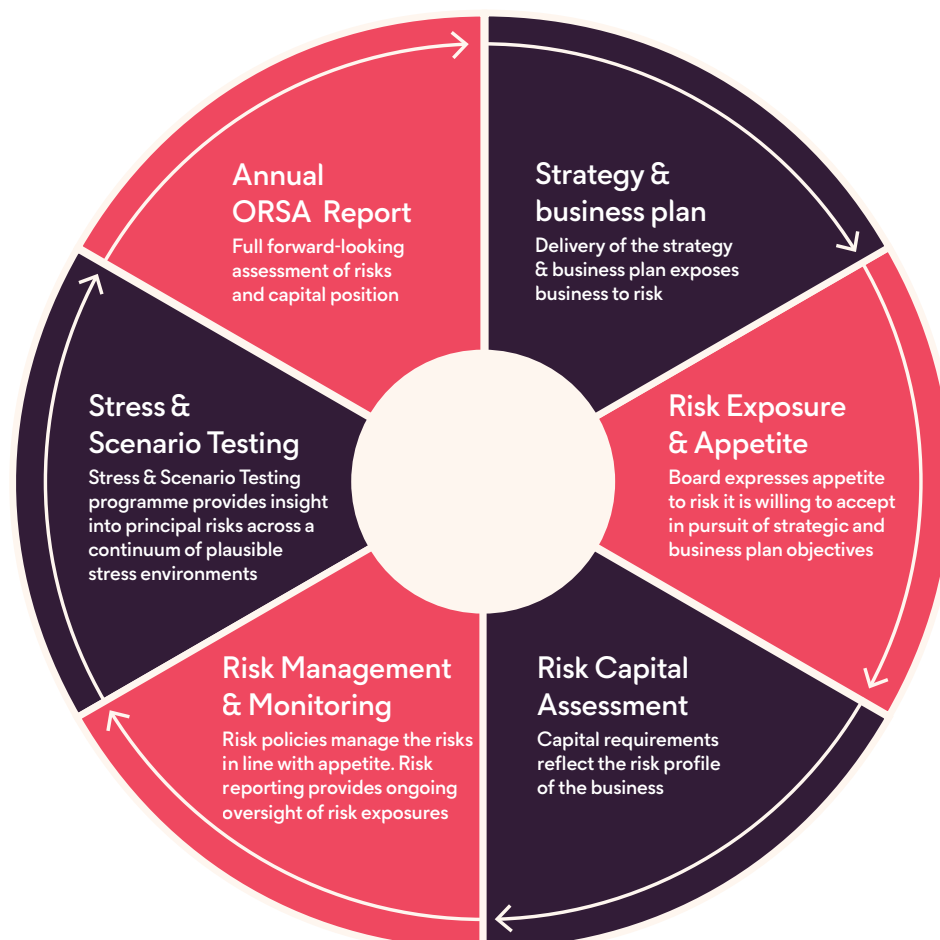 Annual
ORSA Report
Full forward-looking
assessment of risks
and capital position
Strategy &
business plan
Delivery of the strategy
& business plan exposes
business to risk
Risk Exposure
& Appetite
Board expresses appetite
to risk it is willing to accept
in pursuit of strategic and
business plan objectives
Risk Capital
Assessment
Capital requirements
reflect the risk profile
of the business
Risk Management
& Monitoring
Risk policies manage the risks
in line with appetite. Risk
reporting provides ongoing
oversight of risk exposures
Stress &
Scenario Testing
Stress & Scenario Testing
programme provides insight
into principal risks across a
continuum of plausible
stress environments